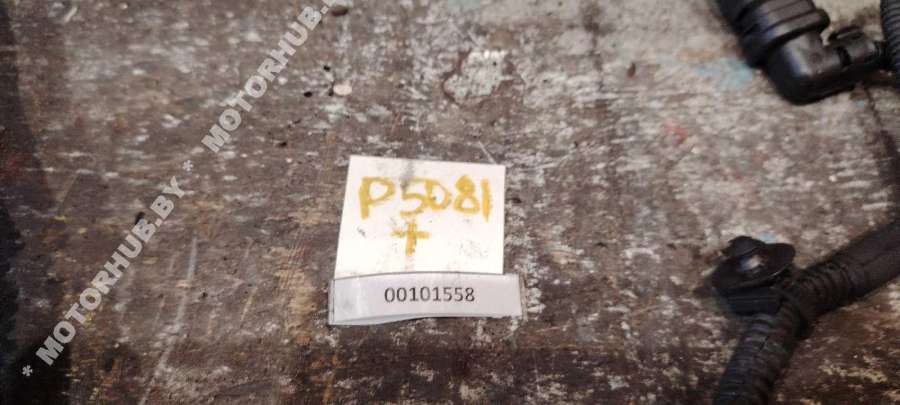 P5081
+
00101558
* MOTORHUB.BY * MOTORHUB.BY